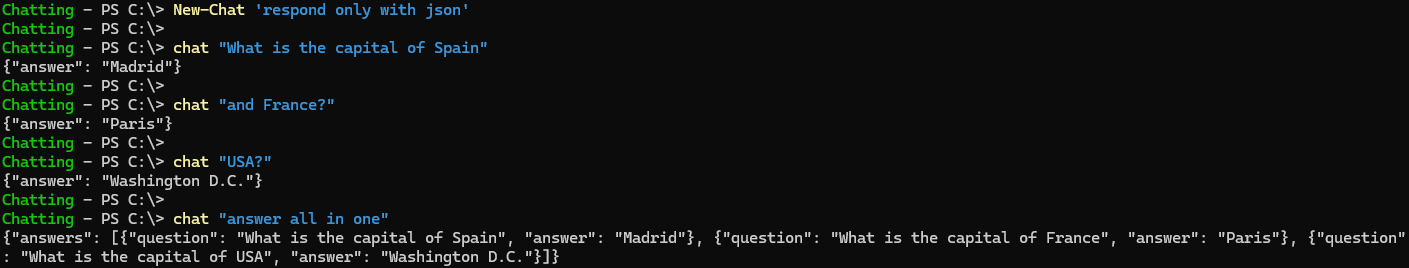 Chatting - PS C:\> New-Chat 'respond only with json'
Chatting - PS C:\>
Chatting - PS C:\> chat "What is the capital of Spain"
{"answer": "Madrid"}
Chatting - PS C:\>
Chatting - PS C:\> chat "and France?"
{"answer": "Paris"}
Chatting - PS C:\>
Chatting - PS C:\> chat "USA?"
{"answer": "Washington D.C."}
Chatting - PS C:\>
Chatting - PS C:\> chat "answer all in one"
{"answers": [{"question": "What is the capital of Spain", "answer": "Madrid"}, {"question": "What is the capital of France", "answer": "Paris"}, {"question"
: "What is the capital of USA", "answer": "Washington D.C."}]}